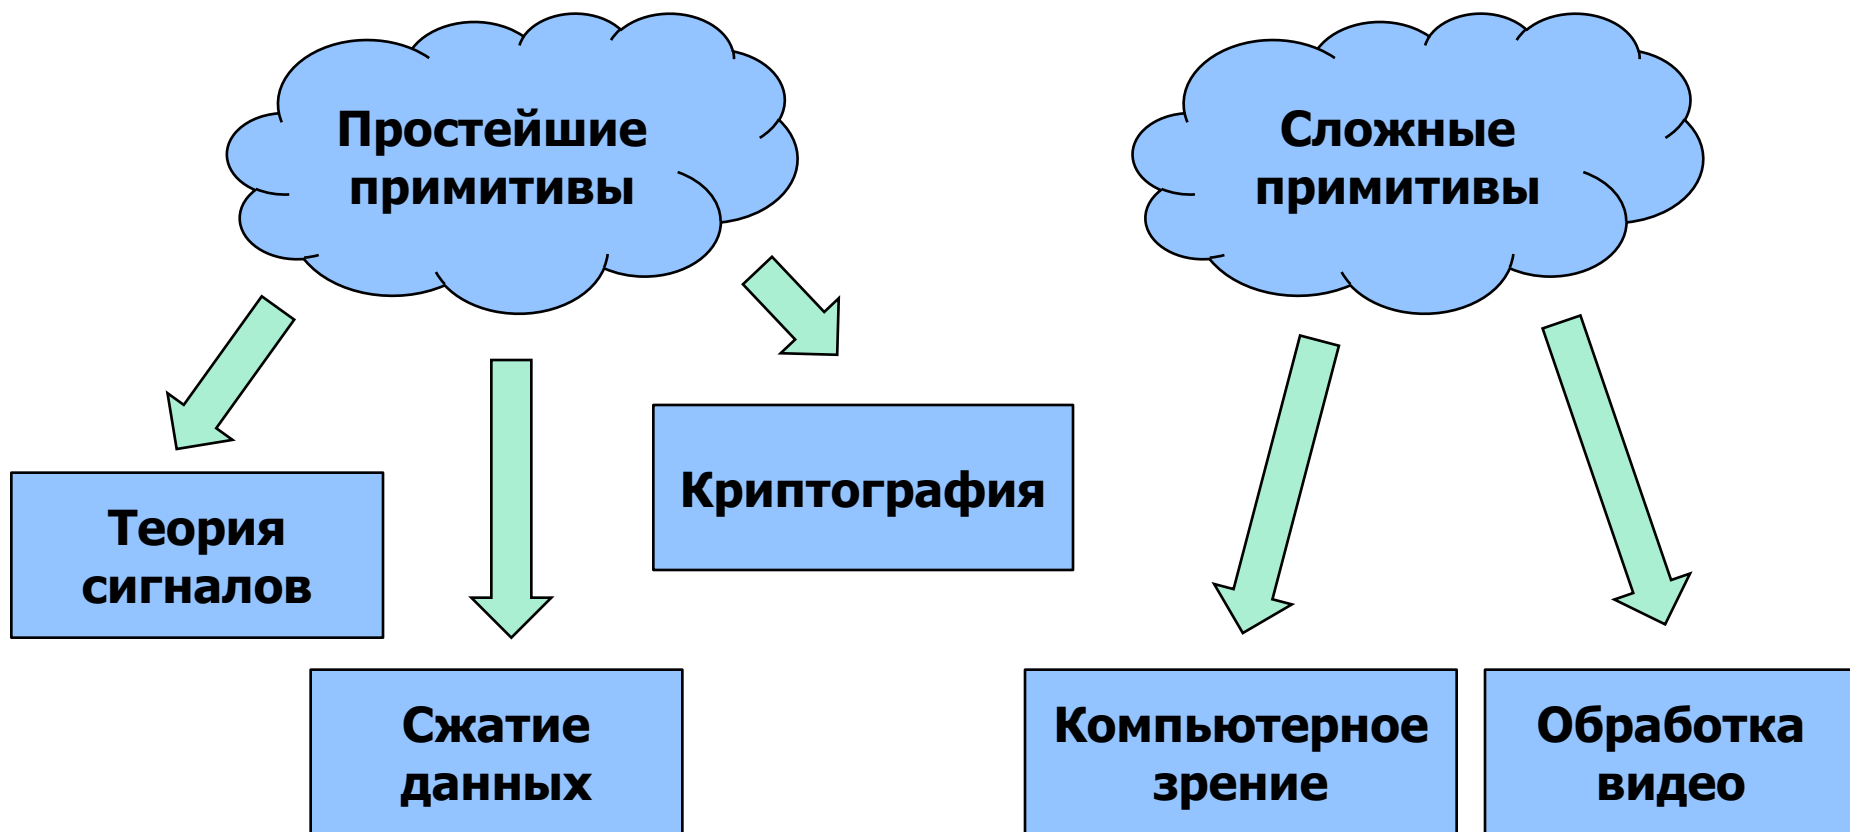 Простейшие
примитивы
Сложные
примитивы
Криптография
Теория
сигналов
Сжатие
данных
Компьютерное
зрение
Обработка
видео